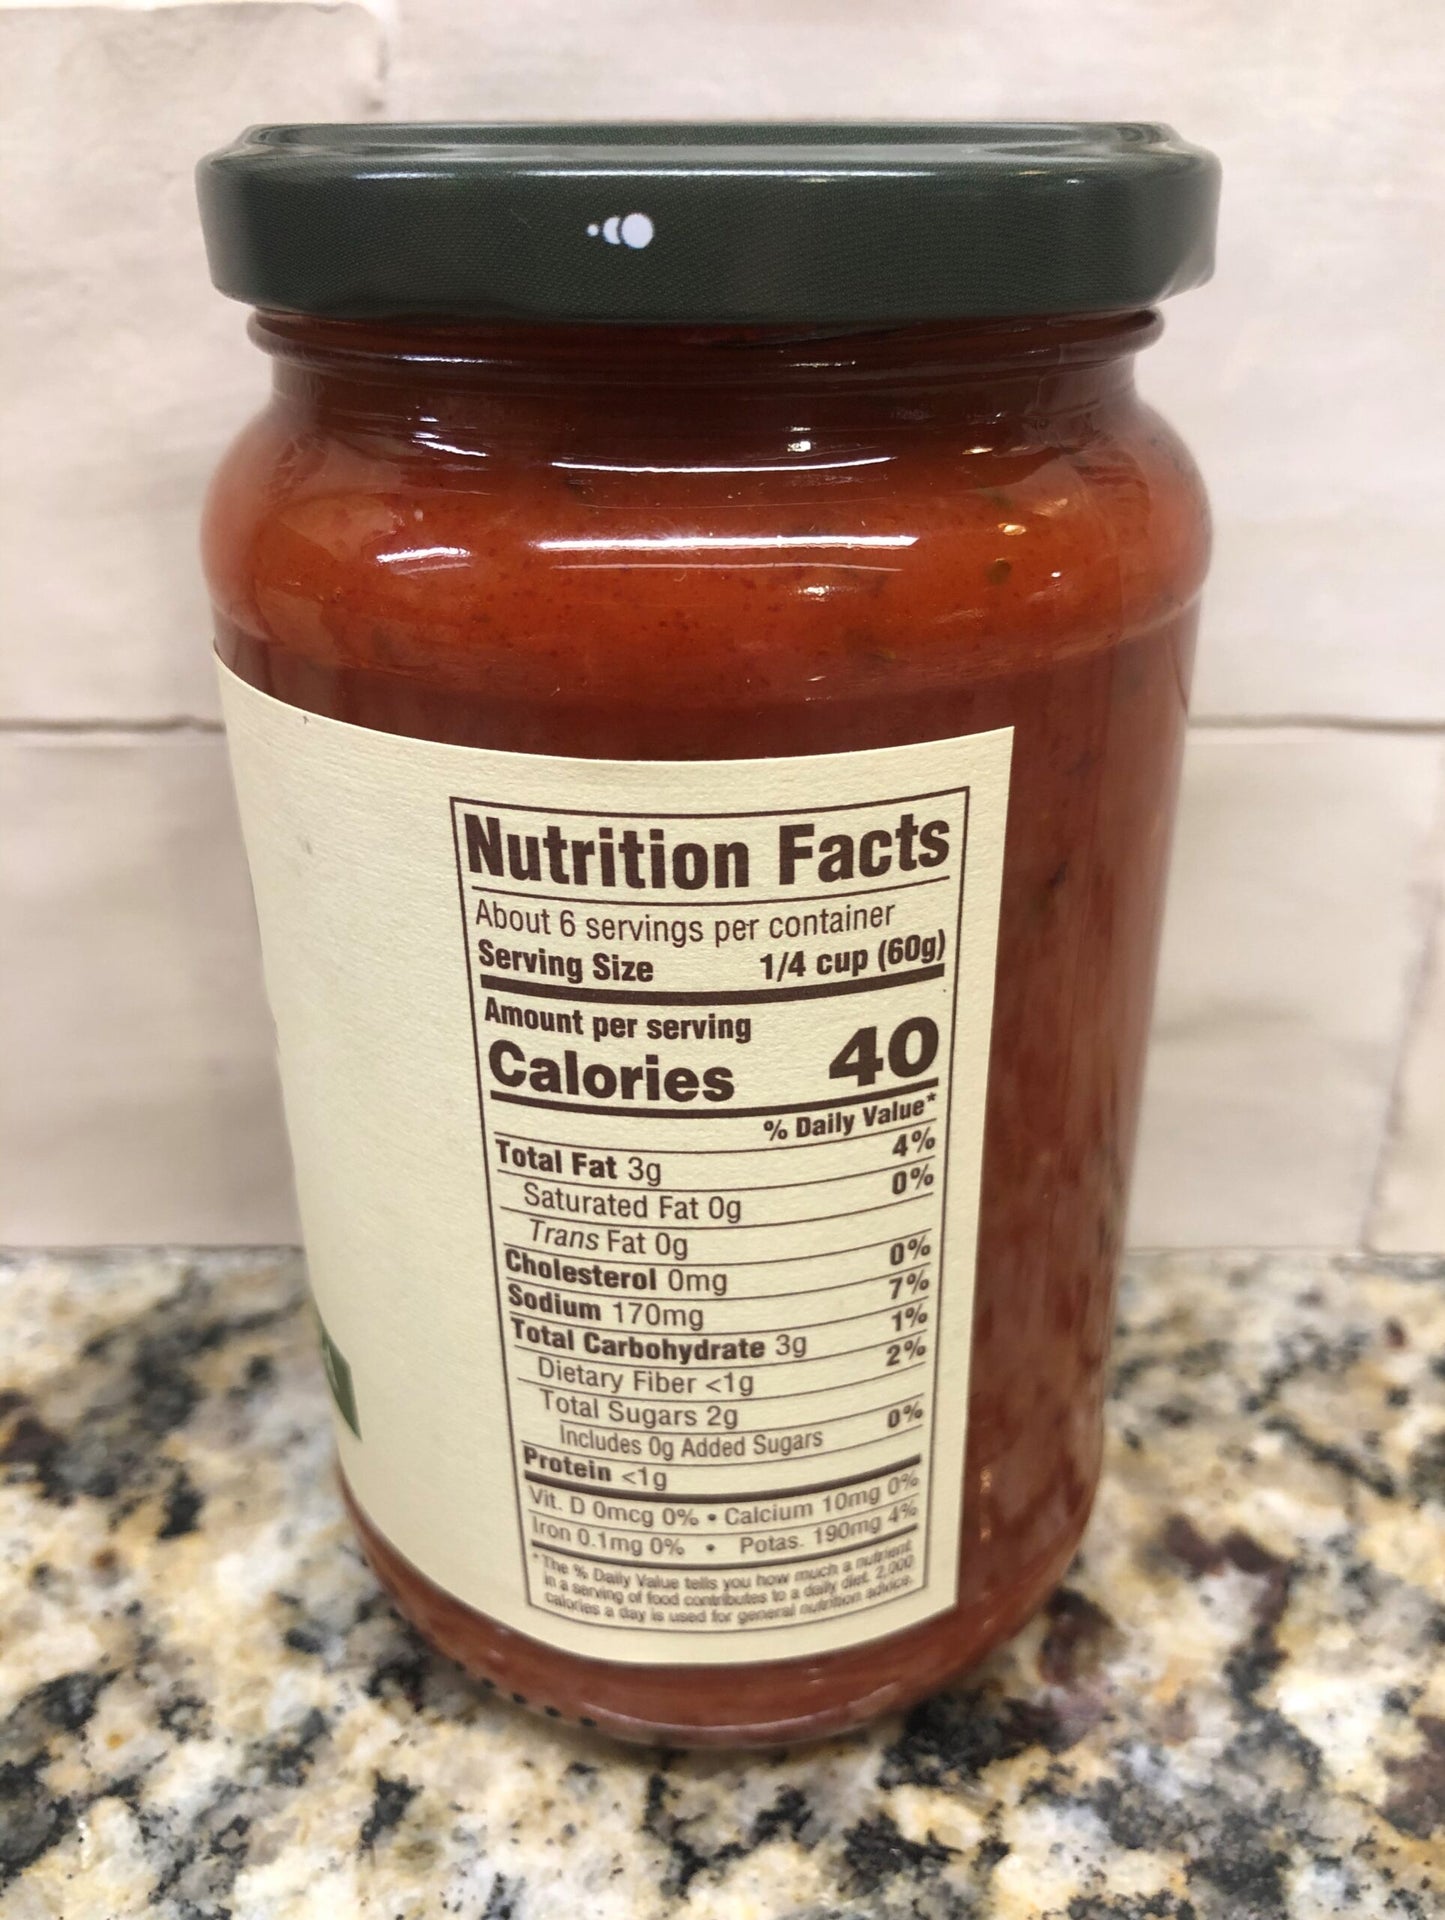 Nutrition Facts
About 6 servings per container
Serving Size 1/4 cup (60g)
Amount per serving
Calories 40
% Daily Value*
Total Fat 3g 4%
Saturated Fat 0g 0%
Trans Fat 0g
Cholesterol 0mg 0%
Sodium 170mg 7%
Total Carbohydrate 3g 1%
Dietary Fiber <1g 2%
Total Sugars 2g
Includes 0g Added Sugars 0%
Protein <1g
Vit. D 0mcg 0% • Calcium 10mg 0%
Iron 0.1mg 0% • Potas. 190mg 4%
*The % Daily Value tells you how much a nutrient
in a serving of food contributes to a daily diet. 2,000
calories a day is used for general nutrition advice.